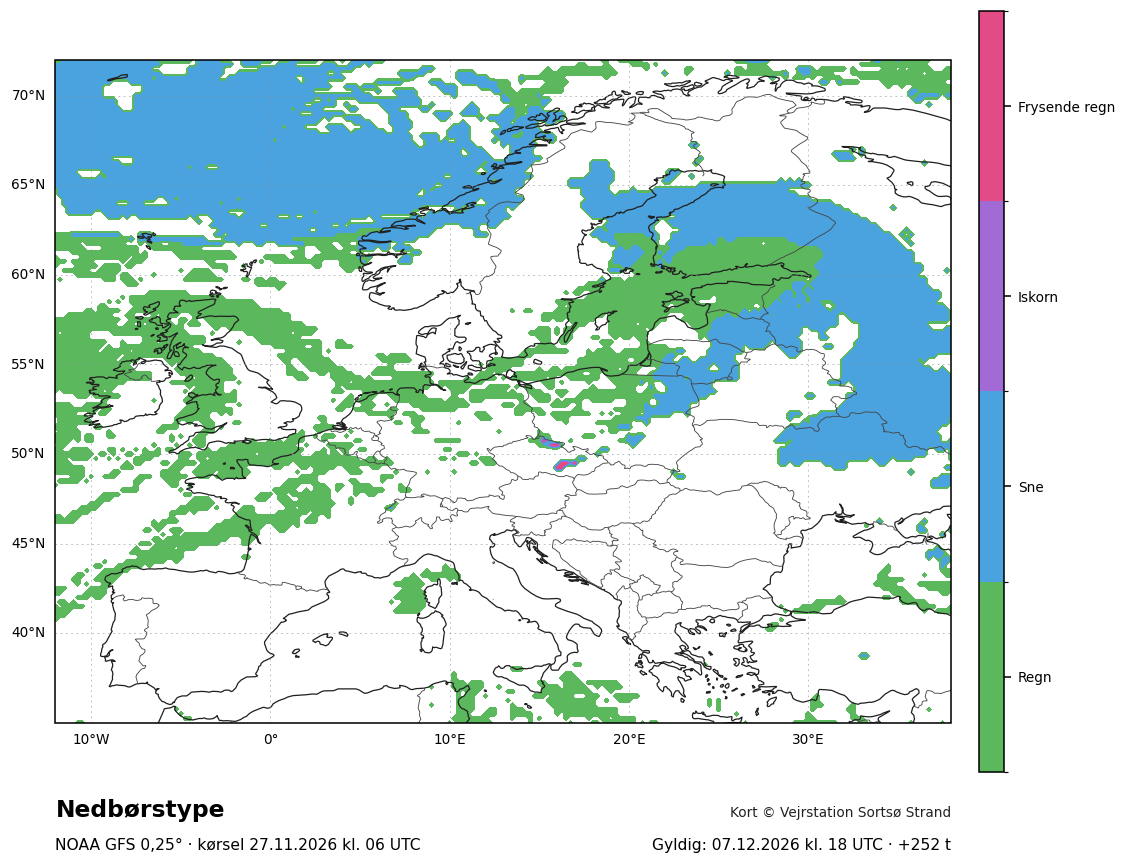 70°N
65°N
60°N
55°N
50°N
45°N
40°N
10°W
0°
10°E
20°E
30°E
Frysende regn
Iskorn
Sne
Regn
Nedbørstype
Kort © Vejrstation Sortsø Strand
NOAA GFS 0,25° · kørsel 27.11.2026 kl. 06 UTC
Gyldig: 07.12.2026 kl. 18 UTC · +252 t